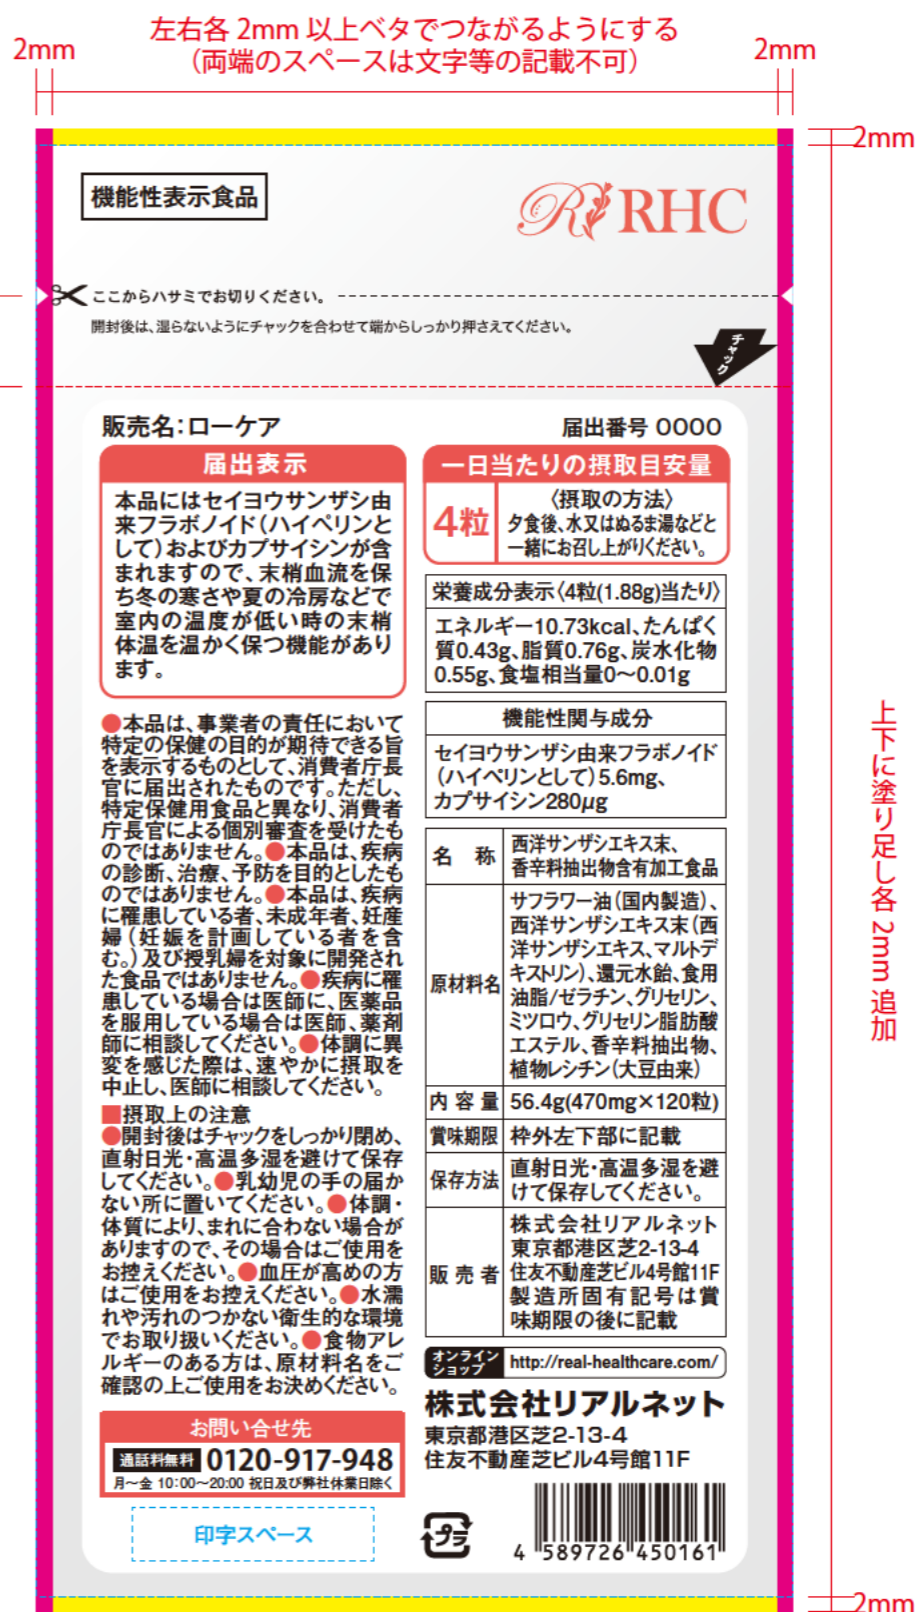 左右各 2mm 以上ベタでつながるようにする
（両端のスペースは文字等の記載不可）
2mm
2mm
2mm
機能性表示食品
RHC
ここからハサミでお切りください。
開封後は、湿らないようにチャックを合わせて端からしっかり押さえてください。
チャック
販売名：ローケア
届出番号 0000
届出表示
本品にはセイヨウサンザシ由
来フラボノイド（ハイペリンと
して）およびカプサイシンが含
まれますので、末梢血流を保
ち冬の寒さや夏の冷房などで
室内の温度が低い時の末梢
体温を温かく保つ機能があり
ます。
●本品は、事業者の責任において
特定の保健の目的が期待できる旨
を表示するものとして、消費者庁長
官に届出されたものです。ただし、
特定保健用食品と異なり、消費者
庁長官による個別審査を受けたも
のではありません。●本品は、疾病
の診断、治療、予防を目的としたも
のではありません。●本品は、疾病
に罹患している者、未成年者、妊産
婦（妊娠を計画している者を含
む。）及び授乳婦を対象に開発され
た食品ではありません。●疾病に罹
患している場合は医師に、医薬品
を服用している場合は医師、薬剤
師に相談してください。●体調に異
変を感じた際は、速やかに摂取を
中止し、医師に相談してください。
■摂取上の注意
●開封後はチャックをしっかり閉め、
直射日光・高温多湿を避けて保存
してください。●乳幼児の手の届か
ない所に置いてください。●体調・
体質により、まれに合わない場合が
ありますので、その場合はご使用を
お控えください。●血圧が高めの方
はご使用をお控えください。●水濡
れや汚れのつかない衛生的な環境
でお取り扱いください。●食物アレ
ルギーのある方は、原材料名をご
確認の上ご使用をお決めください。
お問い合せ先
通話料無料 0120-917-948
月～金 10：00～20:00 祝日及び弊社休業日除く
印字スペース
一日当たりの摂取目安量
4粒
〈摂取の方法〉
夕食後、水又はぬるま湯などと
一緒にお召し上がりください。
栄養成分表示〈4粒(1.88g)当たり〉
エネルギー10.73kcal、たんぱく
質0.43g、脂質0.76g、炭水化物
0.55g、食塩相当量0～0.01g
機能性関与成分
セイヨウサンザシ由来フラボノイド
（ハイペリンとして）5.6mg、
カプサイシン280μg
名 称
西洋サンザシエキス末、
香辛料抽出物含有加工食品
原材料名
サフラワー油（国内製造）、
西洋サンザシエキス末（西
洋サンザシエキス、マルトデ
キストリン）、還元水飴、食用
油脂/ゼラチン、グリセリン、
ミツロウ、グリセリン脂肪酸
エステル、香辛料抽出物、
植物レシチン（大豆由来）
内容量 56.4g(470mg×120粒)
賞味期限 枠外左下部に記載
保存方法
直射日光・高温多湿を避
けて保存してください。
販売者
株式会社リアルネット
東京都港区芝2-13-4
住友不動産芝ビル4号館11F
製造所固有記号は賞
味期限の後に記載
オンライン
ショップ
http://real-healthcare.com/
株式会社リアルネット
東京都港区芝2-13-4
住友不動産芝ビル4号館11F
プラ
4 589726 450161
上下に塗り足し各 2mm 追加
2mm